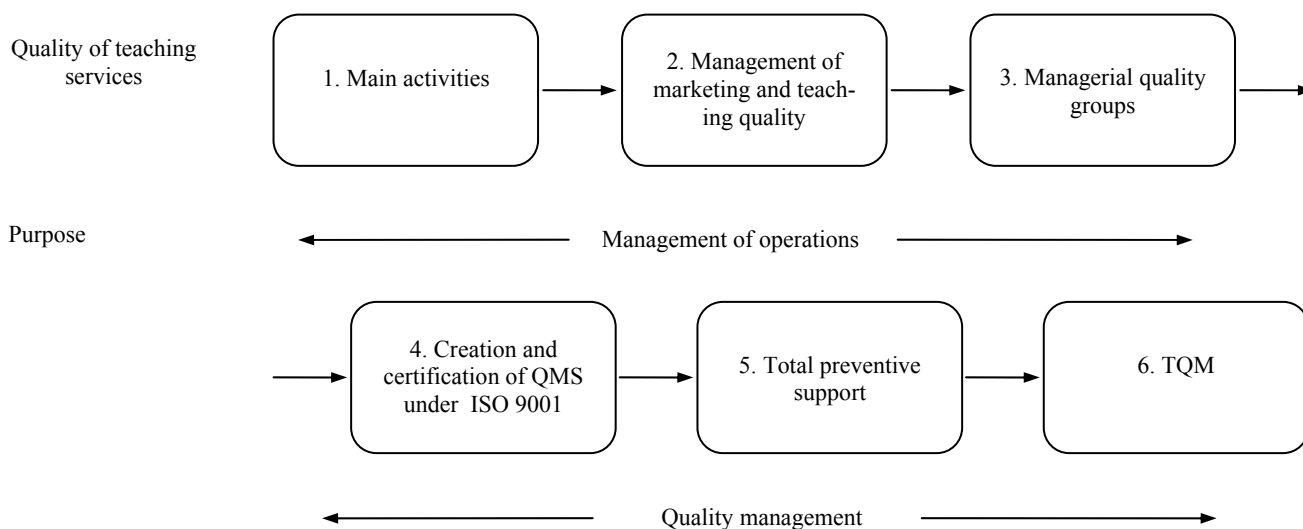 Quality of teaching
services
1. Main activities
2. Management of
marketing and teach-
ing quality
3. Managerial quality
groups
Purpose
Management of operations
4. Creation and
certification of QMS
under ISO 9001
5. Total preventive
support
6. TQM
Quality management